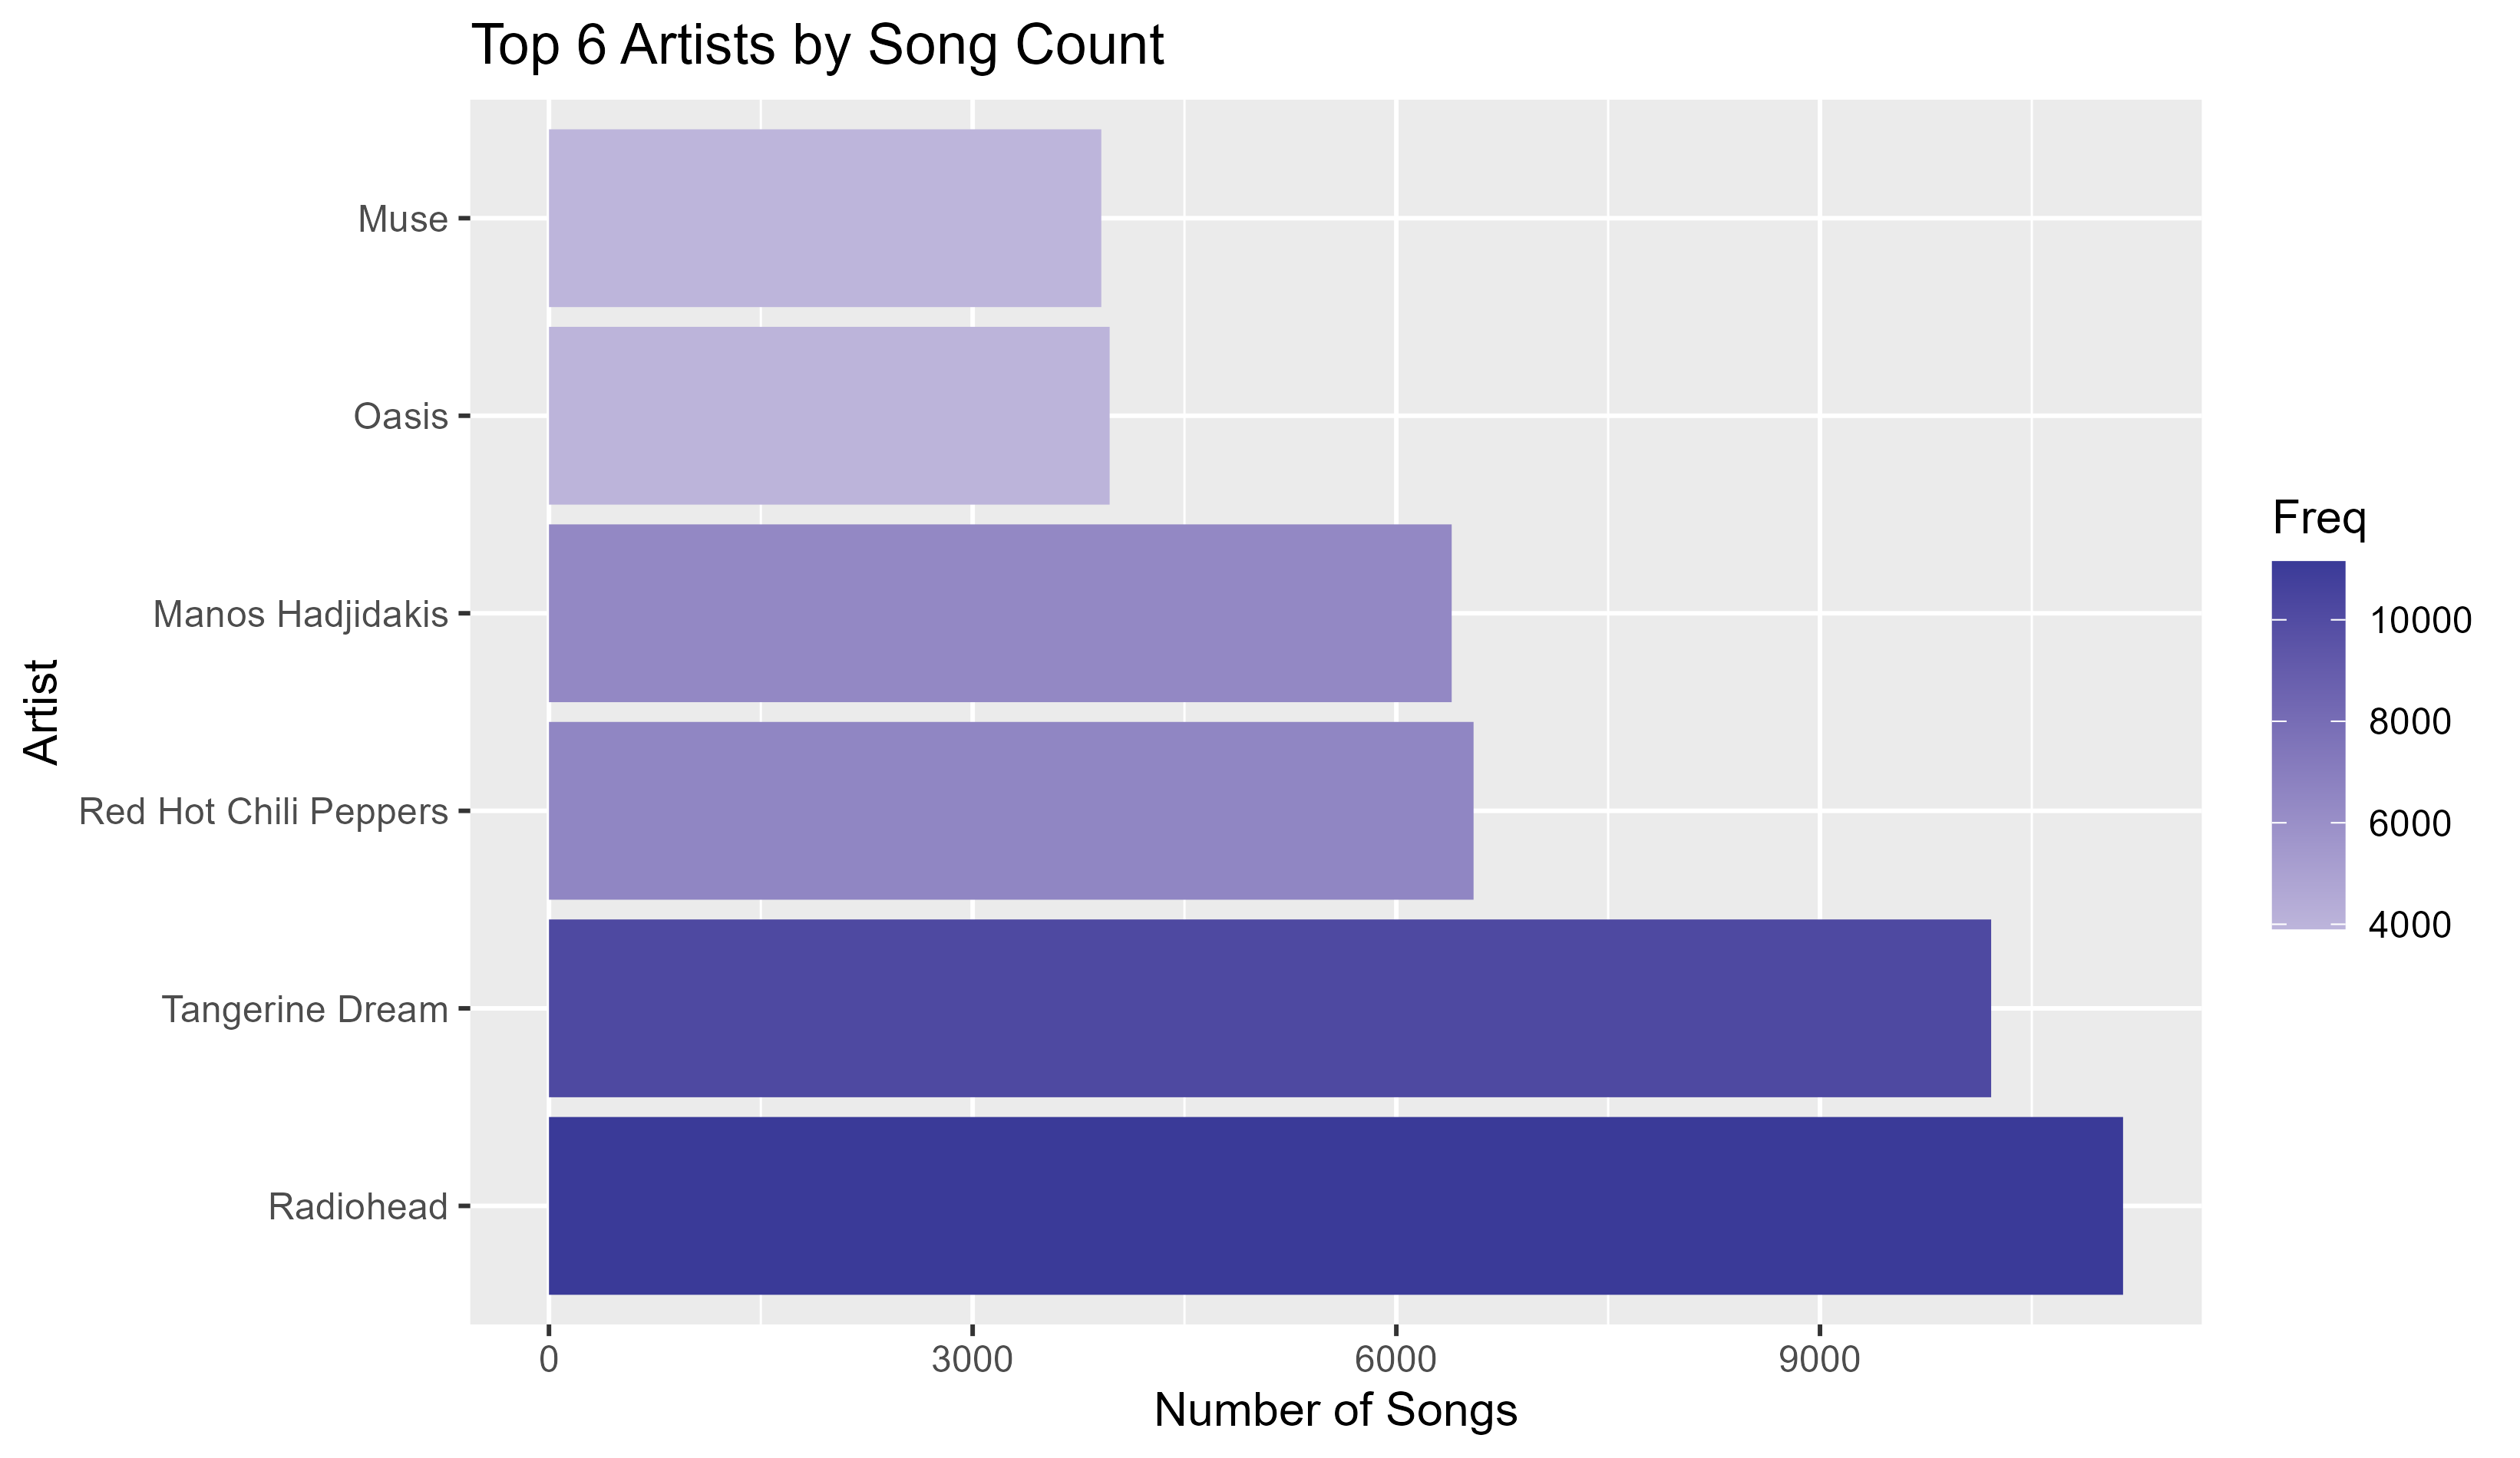 Top 6 Artists by Song Count
Artist
Muse
Oasis
Manos Hadjidakis
Red Hot Chili Peppers
Tangerine Dream
Radiohead
0 3000 6000 9000
Number of Songs
Freq
10000
8000
6000
4000